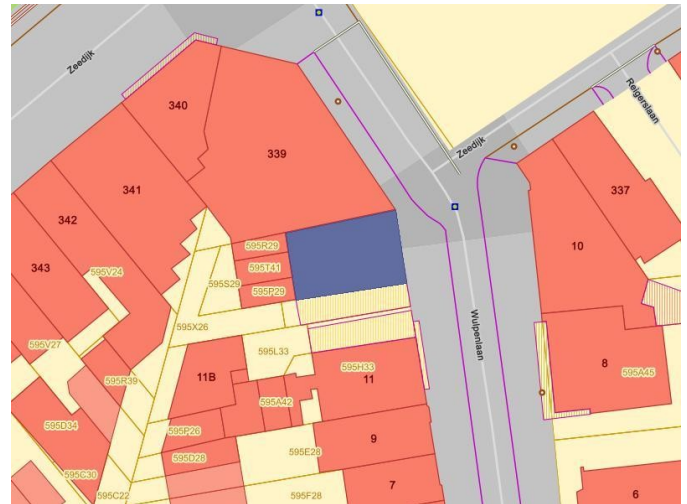 Zeedijk
Reigerslaan
340
Zeedijk
339
341
337
342
10
343
595V24
595R29
595T41
595S29
595P29
595X26
Wulpenlaan
595V27
595L33
595H33
11B
11
8
595A45
595R39
595A42
595D34
595P26
9
595D28
595E28
595C30
7
595C22
595F28
6